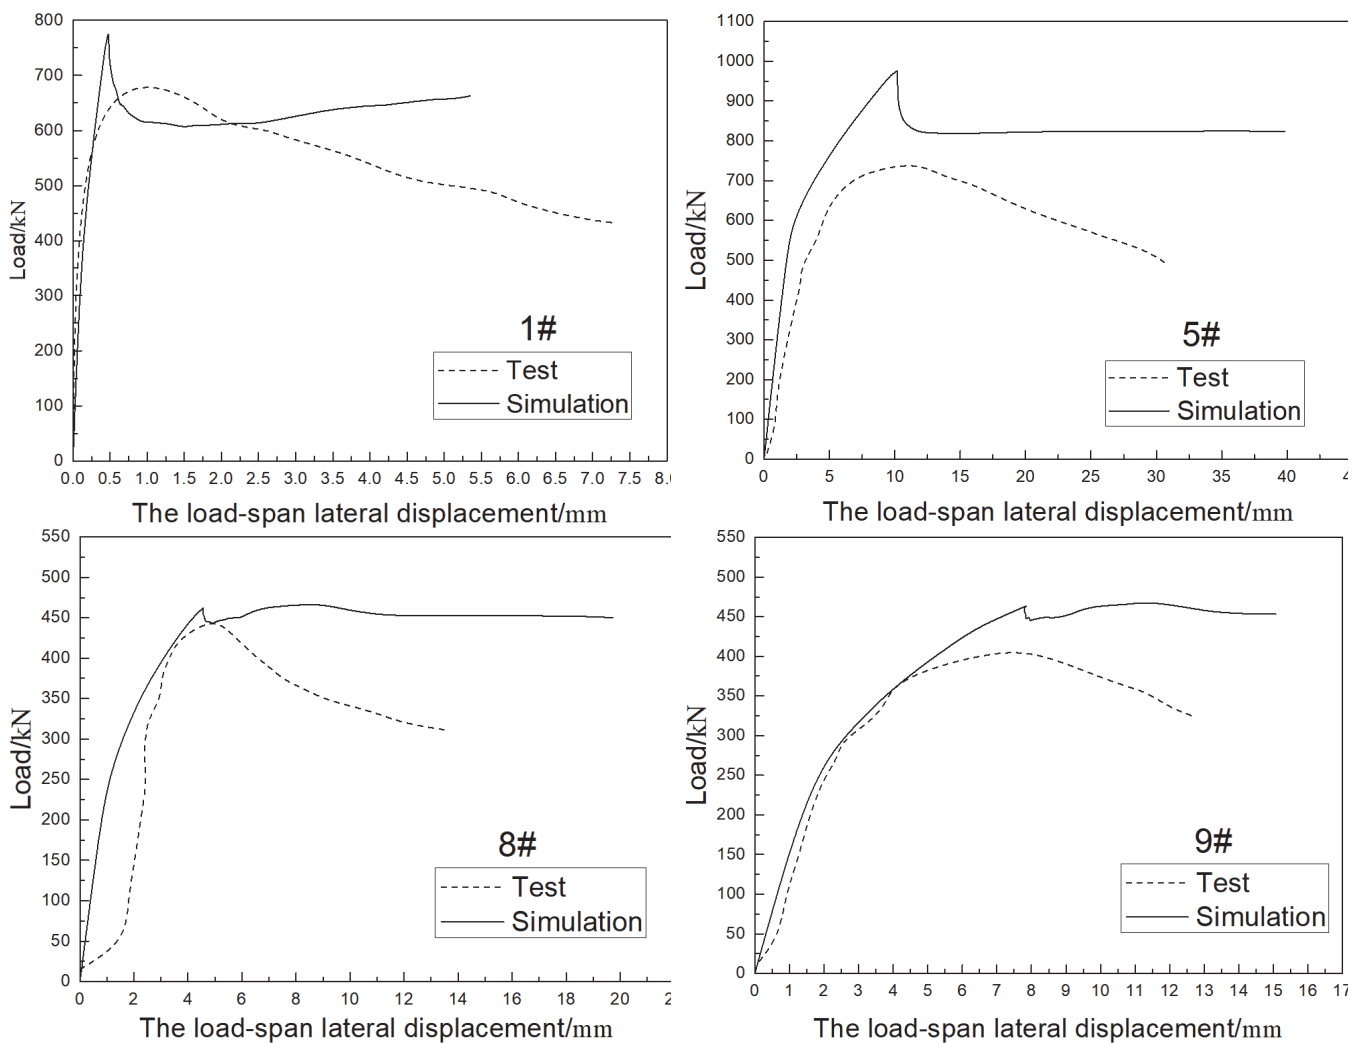 800
700
600
500
400
300
200
100
0
Load/kN
1#
Test
Simulation
0.0 0.5 1.0 1.5 2.0 2.5 3.0 3.5 4.0 4.5 5.0 5.5 6.0 6.5 7.0 7.5 8.0
The load-span lateral displacement/mm
1100
1000
900
800
700
600
500
400
300
200
100
0
Load/kN
5#
Test
Simulation
0 5 10 15 20 25 30 35 40 4
The load-span lateral displacement/mm
550
500
450
400
350
300
250
200
150
100
50
0
Load/kN
8#
Test
Simulation
0 2 4 6 8 10 12 14 16 18 20 2
The load-span lateral displacement/mm
550
500
450
400
350
300
250
200
150
100
50
0
Load/kN
9#
Test
Simulation
0 1 2 3 4 5 6 7 8 9 10 11 12 13 14 15 16 17
The load-span lateral displacement/mm